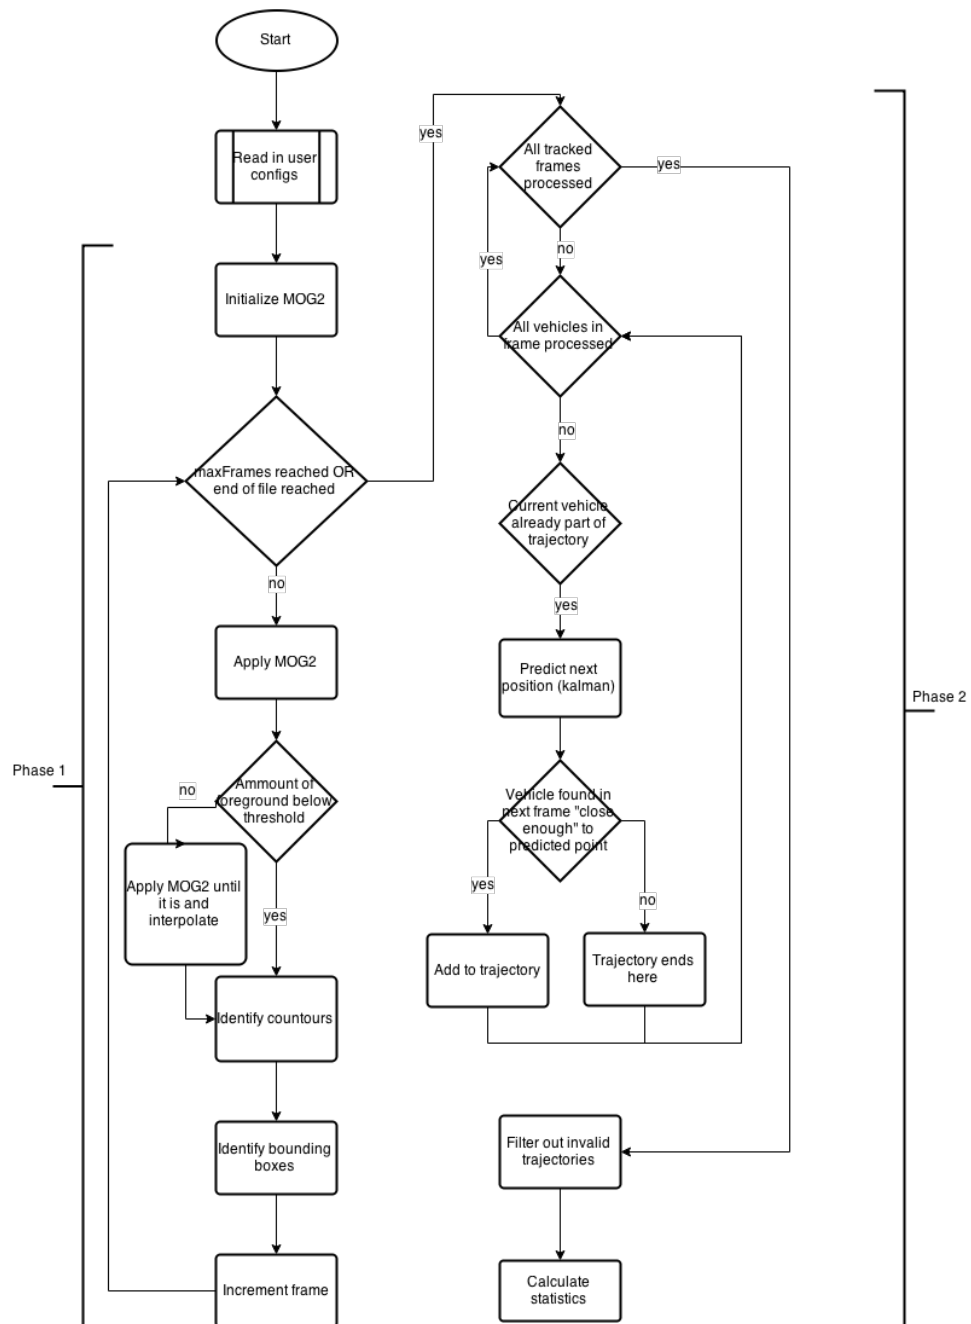 Start
Read in user
configs
Initialize MOG2
maxFrames reached OR
end of file reached
no
yes
Apply MOG2
Ammount of
foreground below
threshold
no
yes
Apply MOG2 until
it is and
interpolate
Identify countours
Identify bounding
boxes
Increment frame
Phase 1
All tracked
frames
processed
yes
no
yes
All vehicles in
frame processed
no
Current vehicle
already part of
trajectory
yes
Predict next
position (kalman)
Vehicle found in
next frame "close
enough" to
predicted point
yes
no
Add to trajectory
Trajectory ends
here
Filter out invalid
trajectories
Calculate
statistics
Phase 2